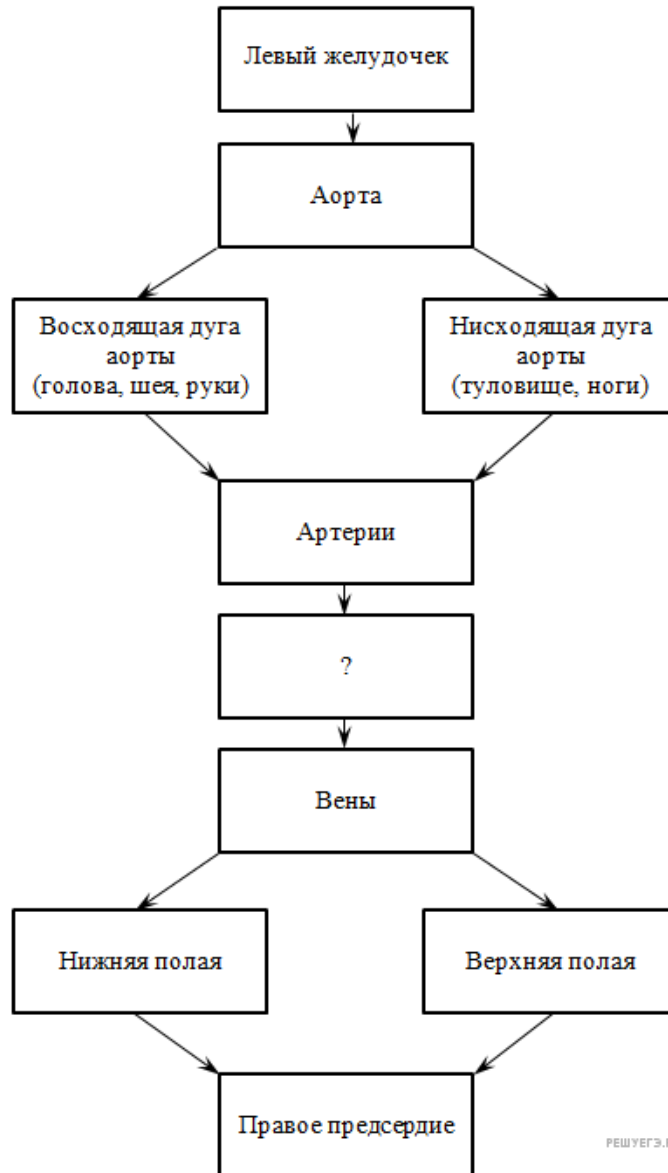 Левый желудочек
Аорта
Восходящая дуга
аорты
(голова, шея, руки)
Нисходящая дуга
аорты
(туловище, ноги)
Артерии
?
Вены
Нижняя полая
Верхняя полая
Правое предсердие
РЕШУЕГЭ.